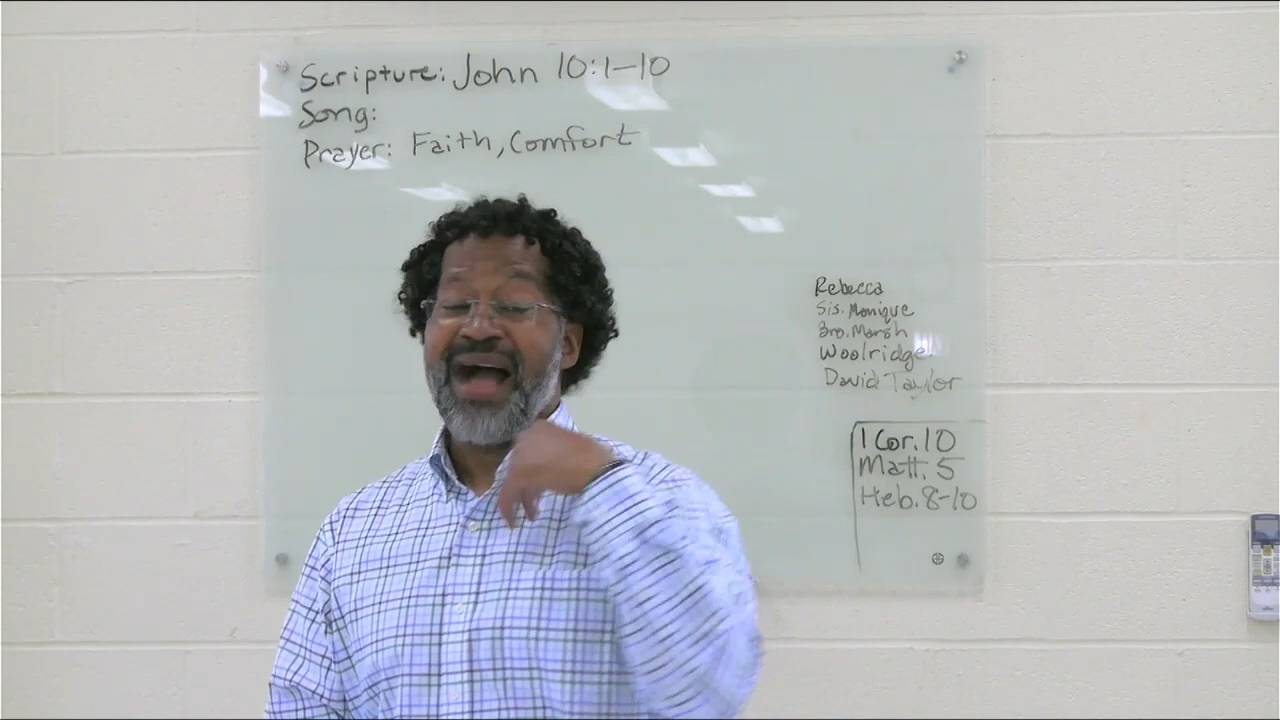 Scripture: John 10:1-10
Song:
Prayer: Faith, Comfort
Rebecca
Sis. Monique
Bro. Marsh
Woolridge
David Taylor
1 Cor. 10
Matt. 5
Heb. 8-10